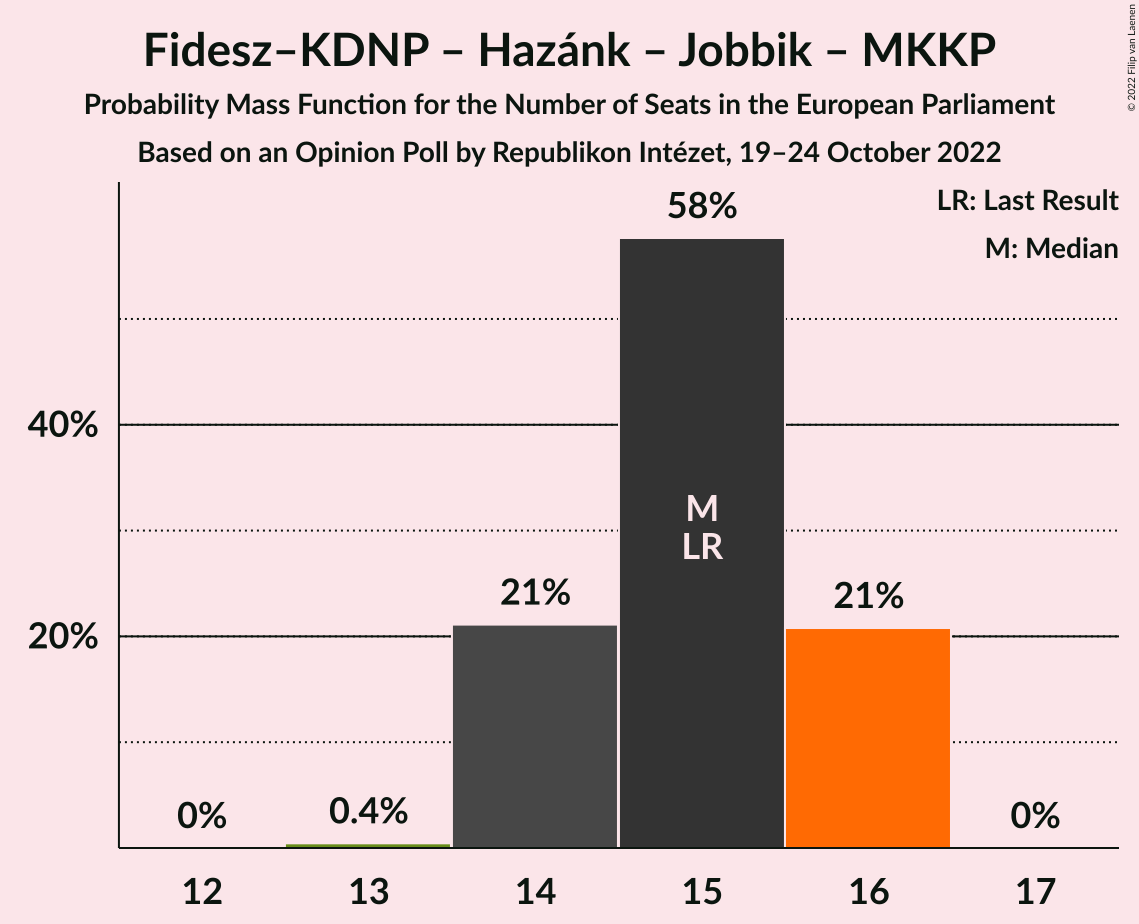 Fidesz–KDNP – Hazánk – Jobbik – MKKP
Probability Mass Function for the Number of Seats in the European Parliament
Based on an Opinion Poll by Republikon Intézet, 19–24 October 2022
© 2022 Filip van Laenen
LR: Last Result
M: Median
58%
40%
M
LR
21%
21%
20%
0%
0.4%
0%
12 13 14 15 16 17